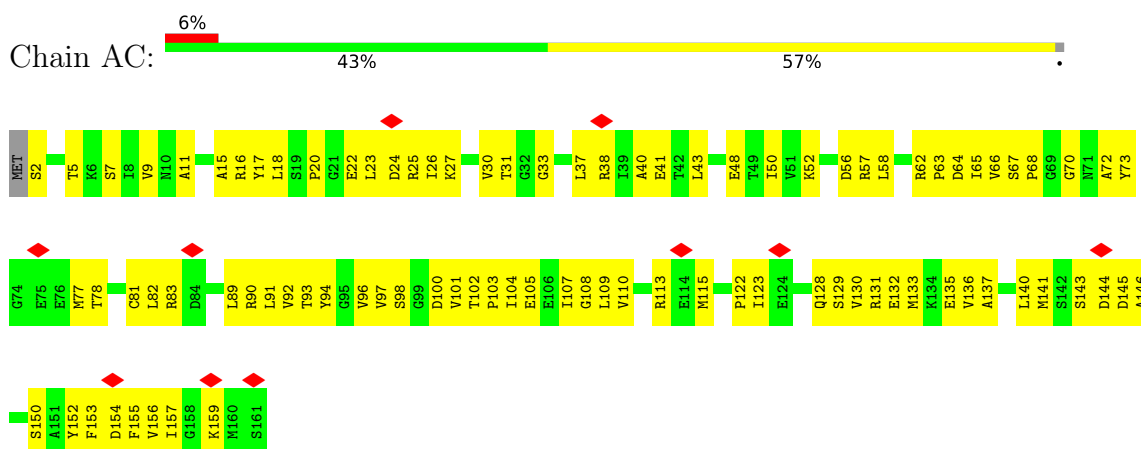 6%
Chain AC:
43% 57% •
MET S2 T5 K6 S7 I8 V9 N10 A11 A15 R16 Y17 L18 S19 P20 G21 E22 L23 D24 R25 I26 K27 V30 T31 G32 G33 L37 R38 I39 A40 E41 T42 L43 E48 T49 I50 V51 K52 D56 R57 L58 R62 P63 D64 I65 V66 S67 P68 G69 G70 N71 A72 Y73
G74 E75 E76 M77 T78 C81 L82 R83 D84 L89 R90 L91 V92 T93 Y94 G95 V96 V97 S98 G99 D100 V101 T102 P103 I104 E105 E106 I107 G108 L109 V110 R113 E114 M115 P122 I123 E124 Q128 S129 V130 R131 E132 M133 K134 E135 V136 A137 L140 M141 S142 S143 D144 D145 A146
S150 A151 Y152 F153 D154 F155 V156 I157 G158 K159 M160 S161